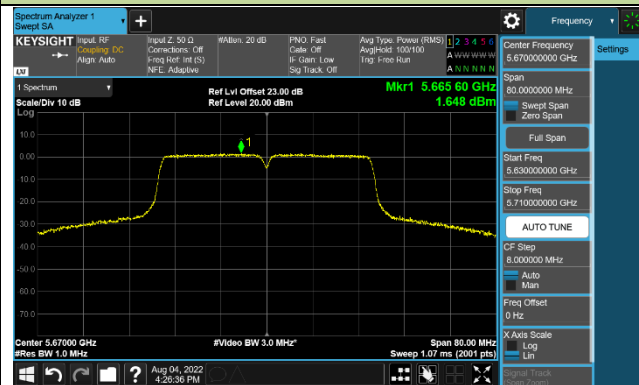 Spectrum Analyzer 1
Swept SA
Frequency
KEYSIGHT
Input: RF
Coupling: DC
Align: Auto
Input Z: 50 Ω
Corrections: Off
Freq Ref: Int (S)
NFE: Adaptive
#Atten: 20 dB
PNO: Fast
Gate: Off
IF Gain: Low
Sig Track: Off
Avg Type: Power (RMS)
Avg|Hold: 100/100
Trig: Free Run
1 2 3 4 5 6
A W W W W W
A N N N N N
LXI
1 Spectrum
Scale/Div 10 dB
Log
Ref Lvl Offset 23.00 dB
Ref Level 20.00 dBm
Mkr1 5.665 60 GHz
1.648 dBm
1
10.0
0.00
-10.0
-20.0
-30.0
-40.0
-50.0
-60.0
-70.0
Center 5.67000 GHz
#Res BW 1.0 MHz
#Video BW 3.0 MHz*
Span 80.00 MHz
Sweep 1.07 ms (2001 pts)
Center Frequency
5.670000000 GHz
Settings
Span
80.0000000 MHz
Swept Span
Zero Span
Full Span
Start Freq
5.630000000 GHz
Stop Freq
5.710000000 GHz
AUTO TUNE
CF Step
8.000000 MHz
Auto
Man
Freq Offset
0 Hz
X Axis Scale
Log
Lin
Signal Track
(Span Zoom)
Aug 04, 2022
4:26:36 PM